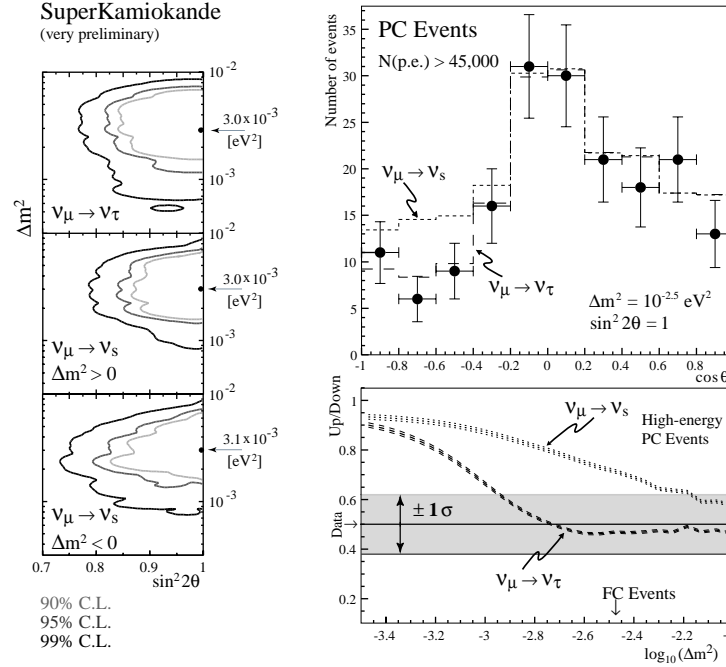 SuperKamiokande
(very preliminary)
10⁻²
3.0 x 10⁻³
[eV²]
10⁻³
νμ → ντ
10⁻²
Δm²
3.0 x 10⁻³
[eV²]
νμ → νs
10⁻³
Δm² > 0
10⁻²
3.1 x 10⁻³
[eV²]
10⁻³
νμ → νs
Δm² < 0
0.7 0.8 0.9 1
sin² 2θ
90% C.L.
95% C.L.
99% C.L.
PC Events
N(p.e.) > 45,000
Number of events
35
30
25
20
15
10
5
0
νμ → νs
νμ → ντ
Δm² = 10⁻²·⁵ eV²
sin² 2θ = 1
-1 -0.8 -0.6 -0.4 -0.2 0 0.2 0.4 0.6 0.8
cosθ
Up/Down
1
0.8
0.6
Data
0.4
0.2
νμ → νs
High-energy
PC Events
± 1σ
νμ → ντ
FC Events
-3.4 -3.2 -3 -2.8 -2.6 -2.4 -2.2
log₁₀ (Δm²)